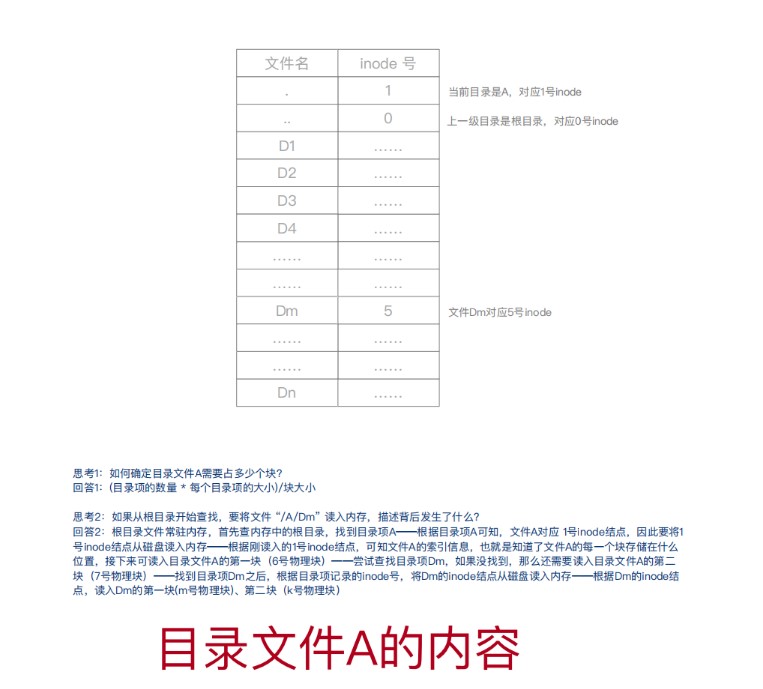 文件名 inode 号
. 1 当前目录是A，对应1号inode
.. 0 上一级目录是根目录，对应0号inode
D1 ……
D2 ……
D3 ……
D4 ……
…… ……
…… ……
Dm 5 文件Dm对应5号inode
…… ……
…… ……
Dn ……
思考1：如何确定目录文件A需要占多少个块？
回答1：(目录项的数量 * 每个目录项的大小)/块大小
思考2：如果从根目录开始查找，要将文件 “/A/Dm” 读入内存，描述背后发生了什么？
回答2：根目录文件常驻内存，首先查内存中的根目录，找到目录项A——根据目录项A可知，文件A对应 1号inode结点，因此要将1
号inode结点从磁盘读入内存——根据刚读入的1号inode结点，可知文件A的索引信息，也就是知道了文件A的每一个块存储在什么
位置，接下来可读入目录文件A的第一块（6号物理块）——尝试查找目录项Dm，如果没找到，那么还需要读入目录文件A的第二
块（7号物理块）——找到目录项Dm之后，根据目录项记录的inode号，将Dm的inode结点从磁盘读入内存——根据Dm的inode结
点，读入Dm的第一块(m号物理块)、第二块（k号物理块）
目录文件A的内容